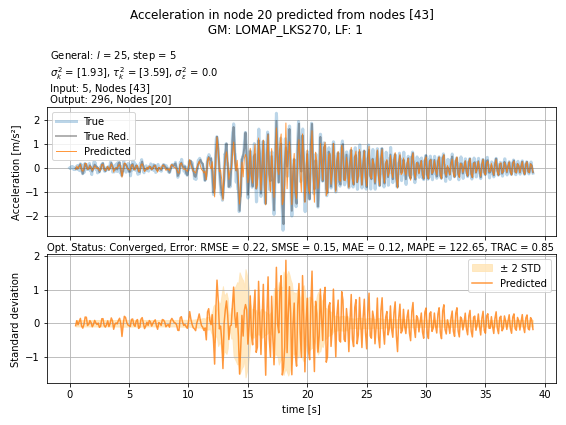 Acceleration in node 20 predicted from nodes [43]
GM: LOMAP_LKS270, LF: 1
General: l = 25, step = 5
σ²ₖ = [1.93], τ²ₖ = [3.59], σ²ε = 0.0
Input: 5, Nodes [43]
Output: 296, Nodes [20]
True
True Red.
Predicted
Acceleration [m/s²]
2
1
0
−1
−2
Opt. Status: Converged, Error: RMSE = 0.22, SMSE = 0.15, MAE = 0.12, MAPE = 122.65, TRAC = 0.85
± 2 STD
Predicted
Standard deviation
2
1
0
−1
0 5 10 15 20 25 30 35 40
time [s]